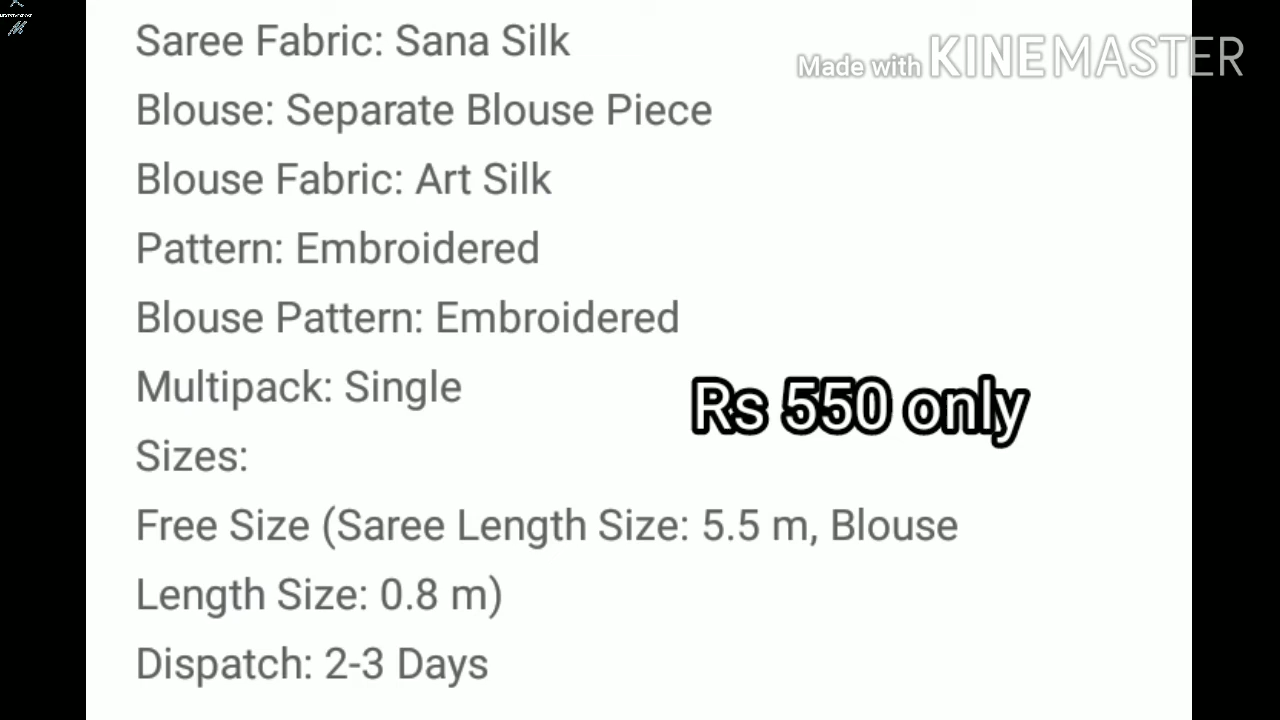 Saree Fabric: Sana Silk
Made with KINEMASTER
Blouse: Separate Blouse Piece
Blouse Fabric: Art Silk
Pattern: Embroidered
Blouse Pattern: Embroidered
Multipack: Single
Rs 550 only
Sizes:
Free Size (Saree Length Size: 5.5 m, Blouse
Length Size: 0.8 m)
Dispatch: 2-3 Days